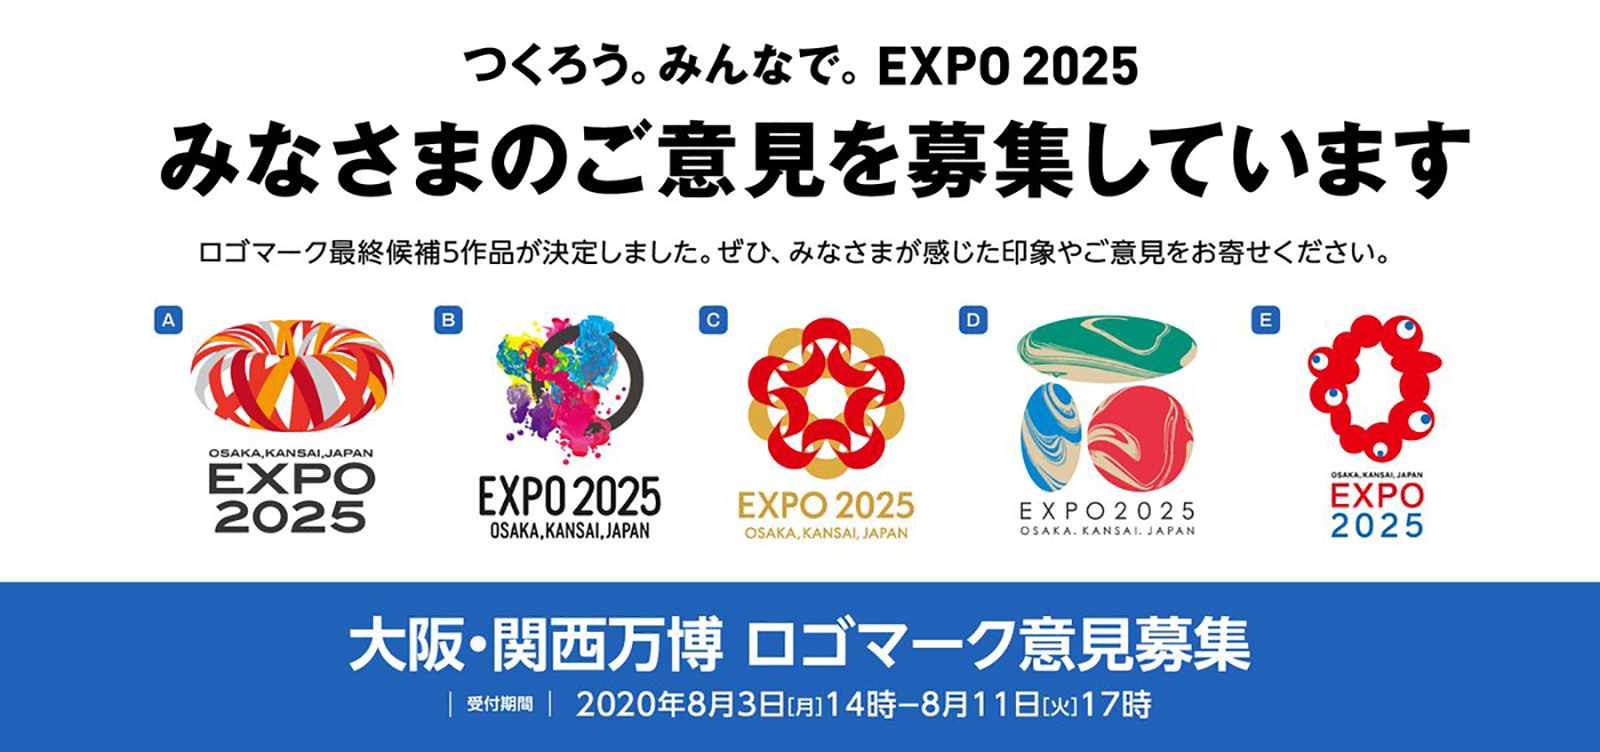 つくろう。みんなで。EXPO 2025
みなさまのご意見を募集しています
ロゴマーク最終候補5作品が決定しました。ぜひ、みなさまが感じた印象やご意見をお寄せください。
A
OSAKA,KANSAI,JAPAN
EXPO
2025
B
EXPO 2025
OSAKA,KANSAI,JAPAN
C
EXPO 2025
OSAKA, KANSAI, JAPAN
D
EXPO2025
OSAKA. KANSAI. JAPAN
E
OSAKA, KANSAI, JAPAN
EXPO
2025
大阪・関西万博 ロゴマーク意見募集
｜受付期間｜ 2020年8月3日[月]14時–8月11日[火]17時